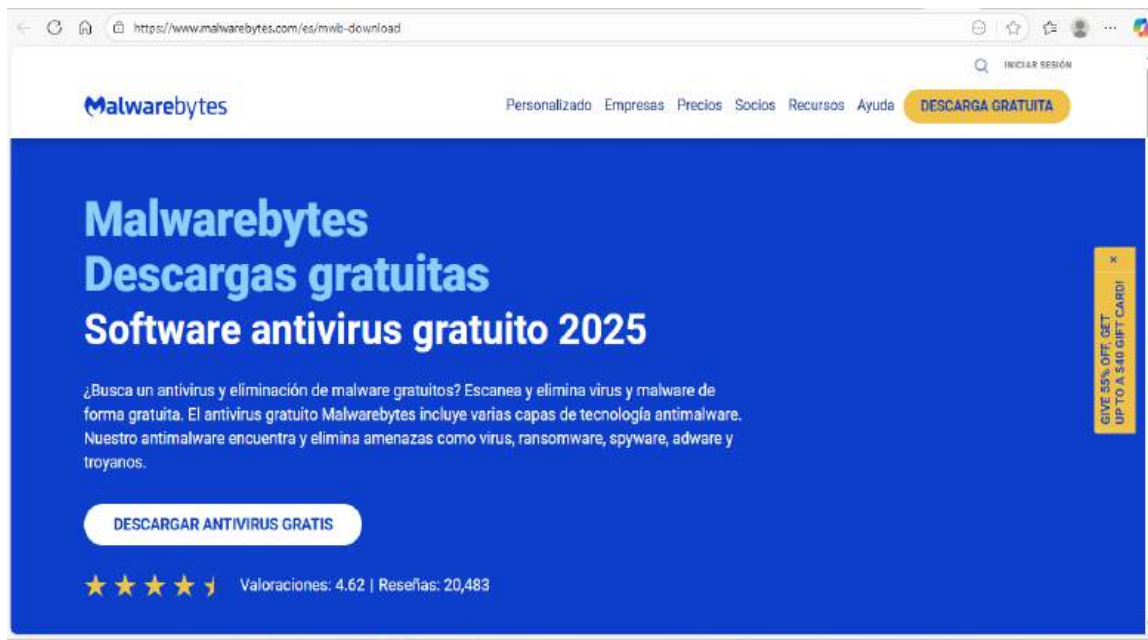 https://www.malwarebytes.com/es/mwb-download
INICIAR SESIÓN
Malwarebytes
Personalizado Empresas Precios Socios Recursos Ayuda DESCARGA GRATUITA
Malwarebytes
Descargas gratuitas
Software antivirus gratuito 2025
¿Busca un antivirus y eliminación de malware gratuitos? Escanea y elimina virus y malware de
forma gratuita. El antivirus gratuito Malwarebytes incluye varias capas de tecnología antimalware.
Nuestro antimalware encuentra y elimina amenazas como virus, ransomware, spyware, adware y
troyanos.
DESCARGAR ANTIVIRUS GRATIS
Valoraciones: 4.62 | Reseñas: 20,483
GIVE 55% OFF, GET
UP TO A $40 GIFT CARD!